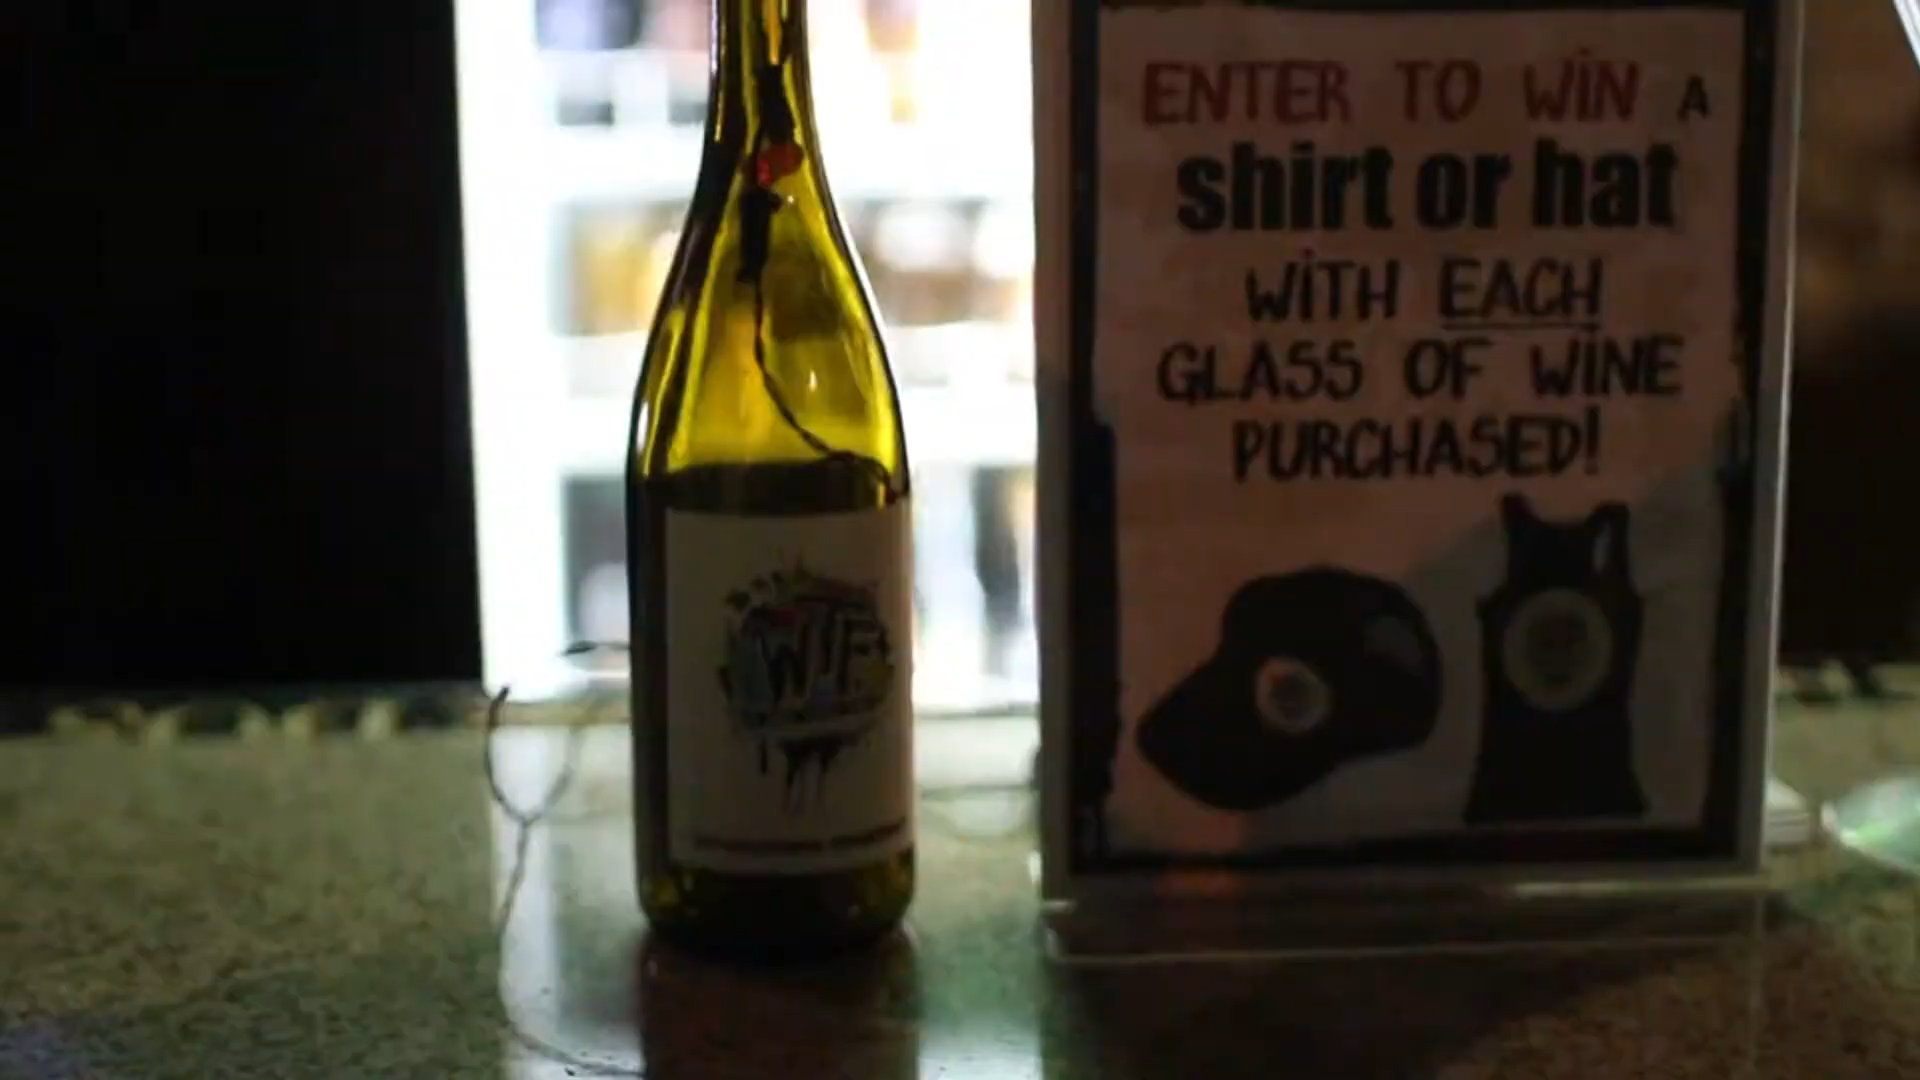 ENTER TO WIN A
shirt or hat
WITH EACH
GLASS OF WINE
PURCHASED!
WTF